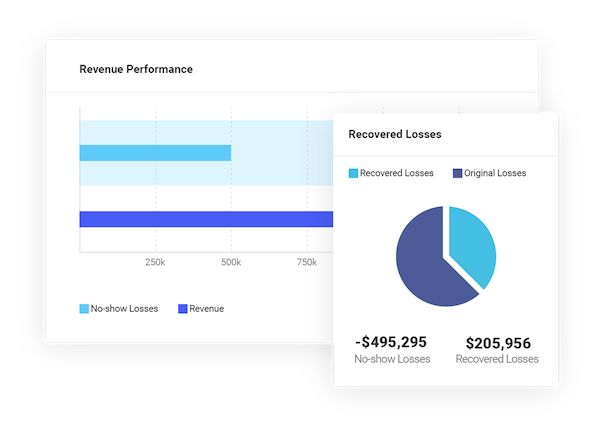 Revenue Performance
250k
500k
750k
No-show Losses
Revenue
Recovered Losses
Recovered Losses
Original Losses
-$495,295
No-show Losses
$205,956
Recovered Losses